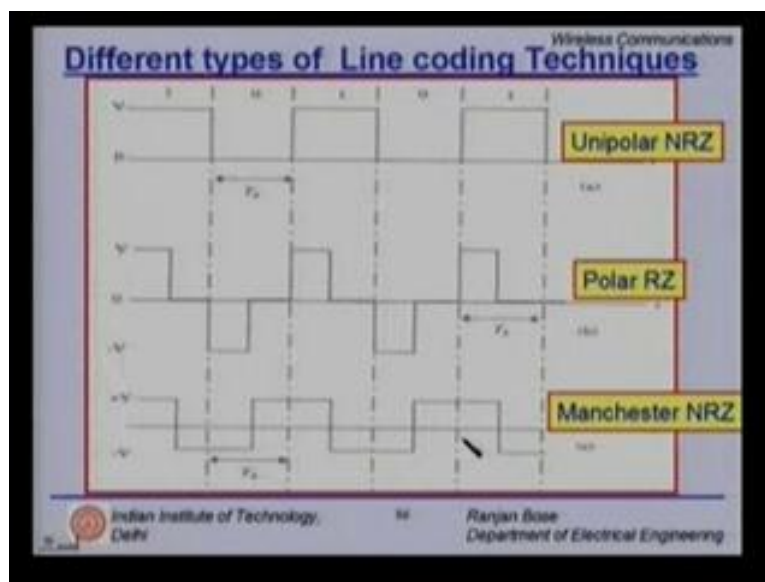 Wireless Communications
Different types of Line coding Techniques
1 0 1 0 1
V
0
Unipolar NRZ
(a)
V
0
-V
Polar RZ
(b)
+V
-V
Manchester NRZ
(c)
Indian Institute of Technology,
Delhi
56
Ranjan Bose
Department of Electrical Engineering